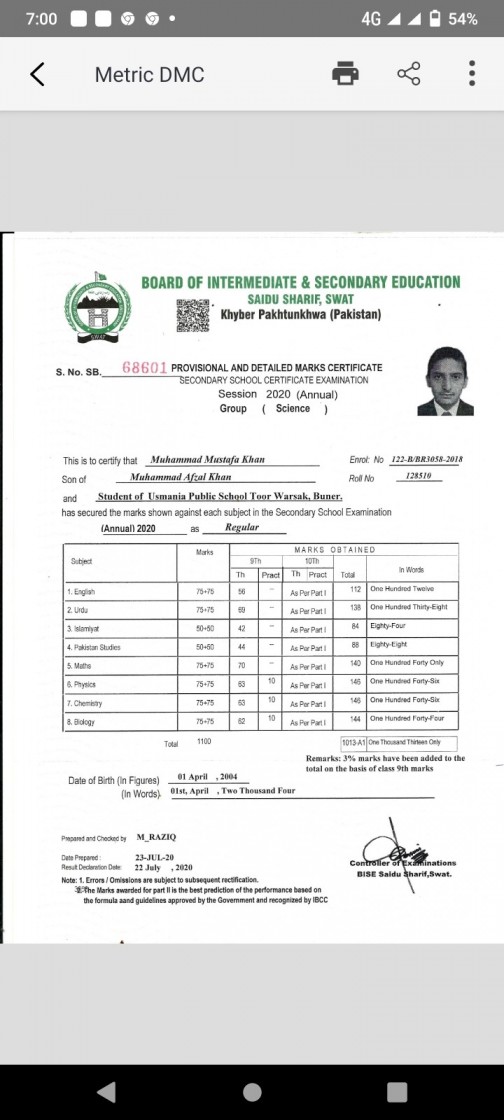 7:00 4G 54%
Metric DMC
BOARD OF INTERMEDIATE & SECONDARY EDUCATION
SAIDU SHARIF, SWAT
Khyber Pakhtunkhwa (Pakistan)
S. No. SB. 68601 PROVISIONAL AND DETAILED MARKS CERTIFICATE
SECONDARY SCHOOL CERTIFICATE EXAMINATION
Session 2020 (Annual)
Group ( Science )
This is to certify that Muhammad Mustafa Khan Enrol: No 122-B/BR3058-2018
Son of Muhammad Afzal Khan Roll No 128510
and Student of Usmania Public School Toor Warsak, Buner.
has secured the marks shown against each subject in the Secondary School Examination
(Annual) 2020 as Regular
Subject Marks MARKS OBTAINED
9Th 10Th
Th Pract Th Pract Total In Words
1. English 75+75 56 - As Per Part I 112 One Hundred Twelve
2. Urdu 75+75 69 - As Per Part I 138 One Hundred Thirty-Eight
3. Islamiyat 50+50 42 - As Per Part I 84 Eighty-Four
4. Pakistan Studies 50+50 44 - As Per Part I 88 Eighty-Eight
5. Maths 75+75 70 - As Per Part I 140 One Hundred Forty Only
6. Physics 75+75 63 10 As Per Part I 146 One Hundred Forty-Six
7. Chemistry 75+75 63 10 As Per Part I 146 One Hundred Forty-Six
8. Biology 75+75 62 10 As Per Part I 144 One Hundred Forty-Four
Total 1100 1013-A1 One Thousand Thirteen Only
Remarks: 3% marks have been added to the
total on the basis of class 9th marks
Date of Birth (In Figures) 01 April , 2004
(In Words). 01st, April , Two Thousand Four
Prepared and Checked by M_RAZIQ
Date Prepared : 23-JUL-20
Result Declaration Date: 22 July , 2020
Controller of Examinations
BISE Saidu Sharif,Swat.
Note: 1. Errors / Omissions are subject to subsequent rectification.
The Marks awarded for part II is the best prediction of the performance based on
the formula aand guidelines approved by the Government and recognized by IBCC